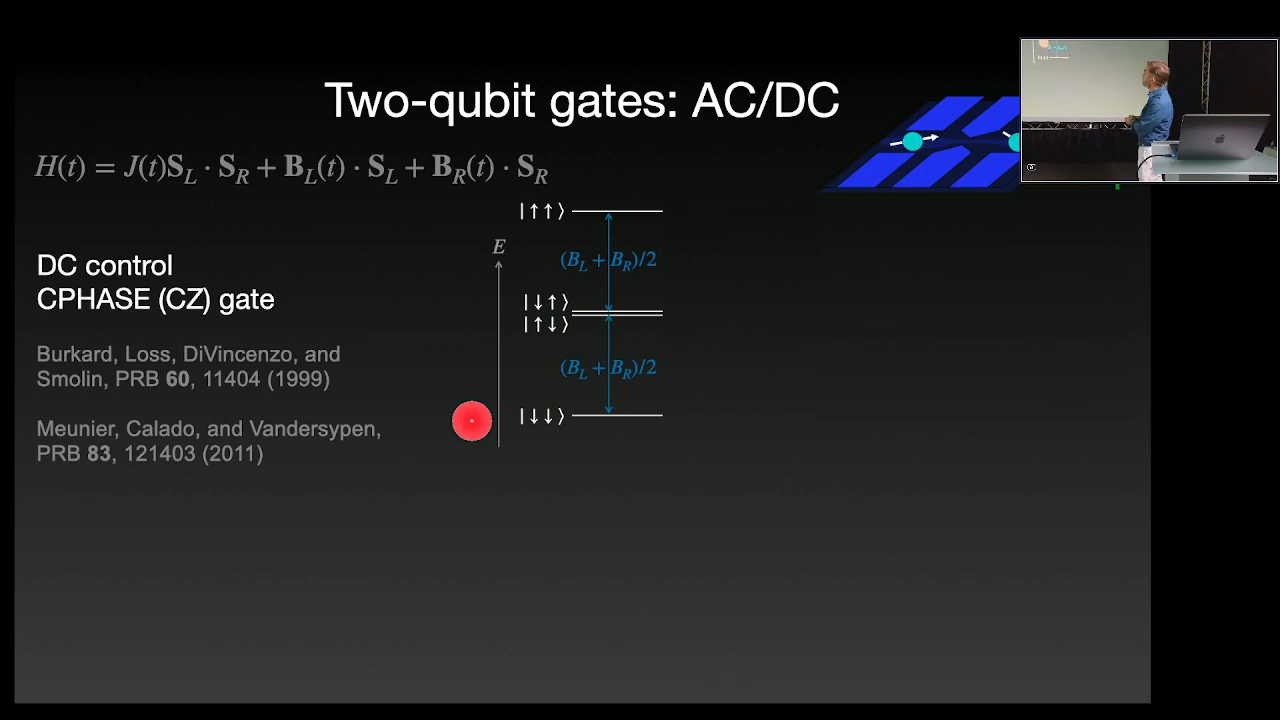 Two-qubit gates: AC/DC
H(t) = J(t)S_L · S_R + B_L(t) · S_L + B_R(t) · S_R
|↑↑⟩
E
(B_L + B_R)/2
DC control
CPHASE (CZ) gate
|↓↑⟩
|↑↓⟩
Burkard, Loss, DiVincenzo, and
Smolin, PRB 60, 11404 (1999)
(B_L + B_R)/2
|↓↓⟩
Meunier, Calado, and Vandersypen,
PRB 83, 121403 (2011)